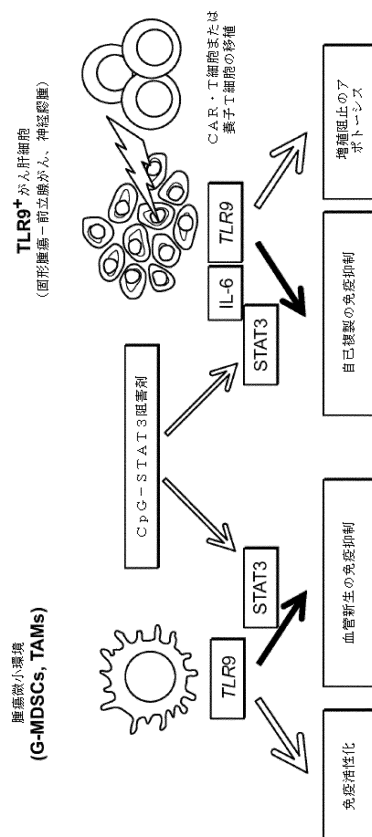 腫瘍微小環境
(G-MDSCs, TAMs)
TLR9+ がん肝細胞
(固形腫瘍－前立腺がん、神経膠腫)
CpG－STAT3阻害剤
CAR・T細胞または
養子T細胞の移植
TLR9
STAT3
STAT3
IL-6
TLR9
免疫活性化
血管新生の免疫抑制
自己複製の免疫抑制
増殖阻止のア
ポトーシス